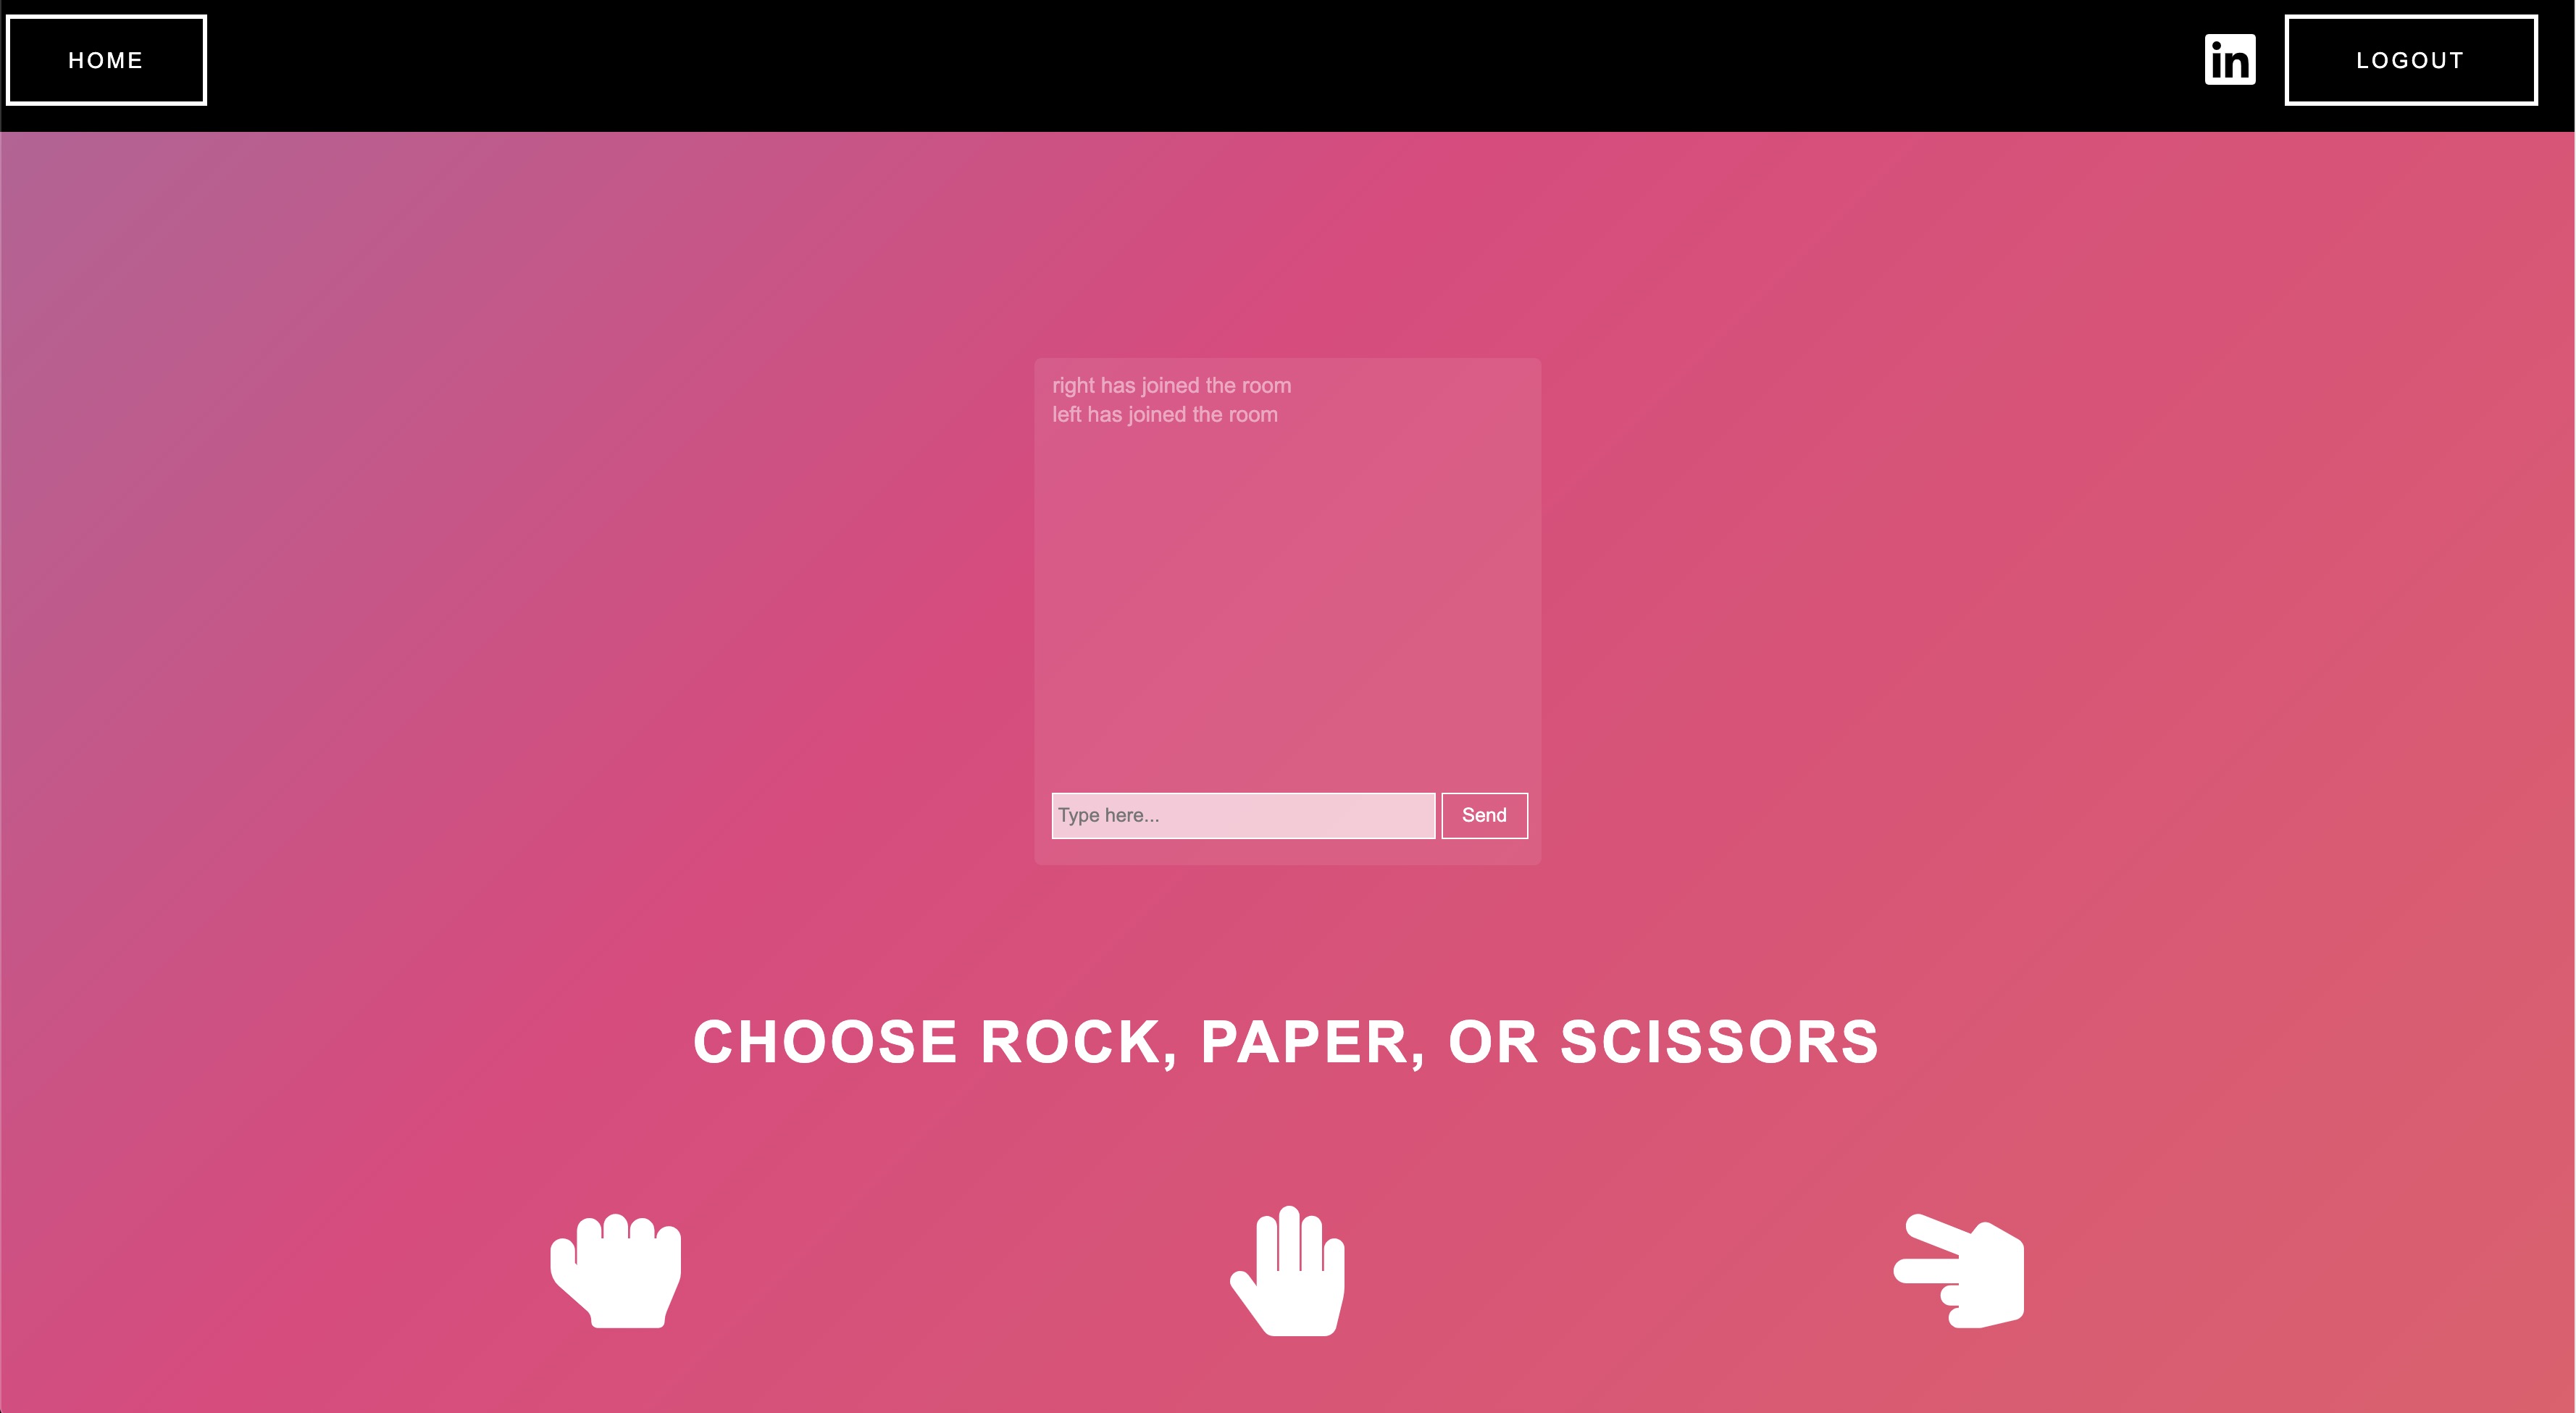 HOME
in
LOGOUT
right has joined the room
left has joined the room
Type here...
Send
CHOOSE ROCK, PAPER, OR SCISSORS